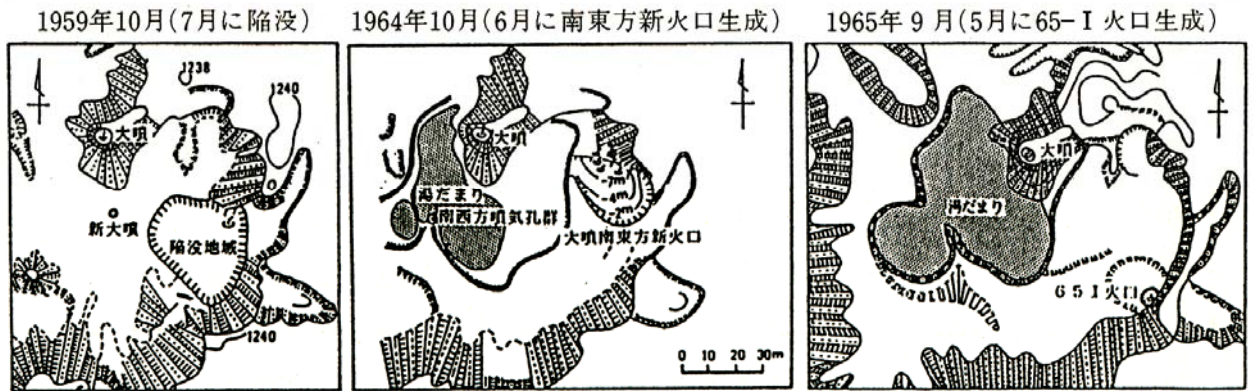 1959年10月(7月に陥没)
1238
1240
大噴
新大噴
陥没地域
1240
1964年10月(6月に南東方新火口生成)
大噴
-7m
-4m
-2m
湯だまり
南西方噴気孔群
大噴南東方新火口
0 10 20 30m
1965年9月(5月に65-Ⅰ火口生成)
大噴
湯だまり
65Ⅰ火口